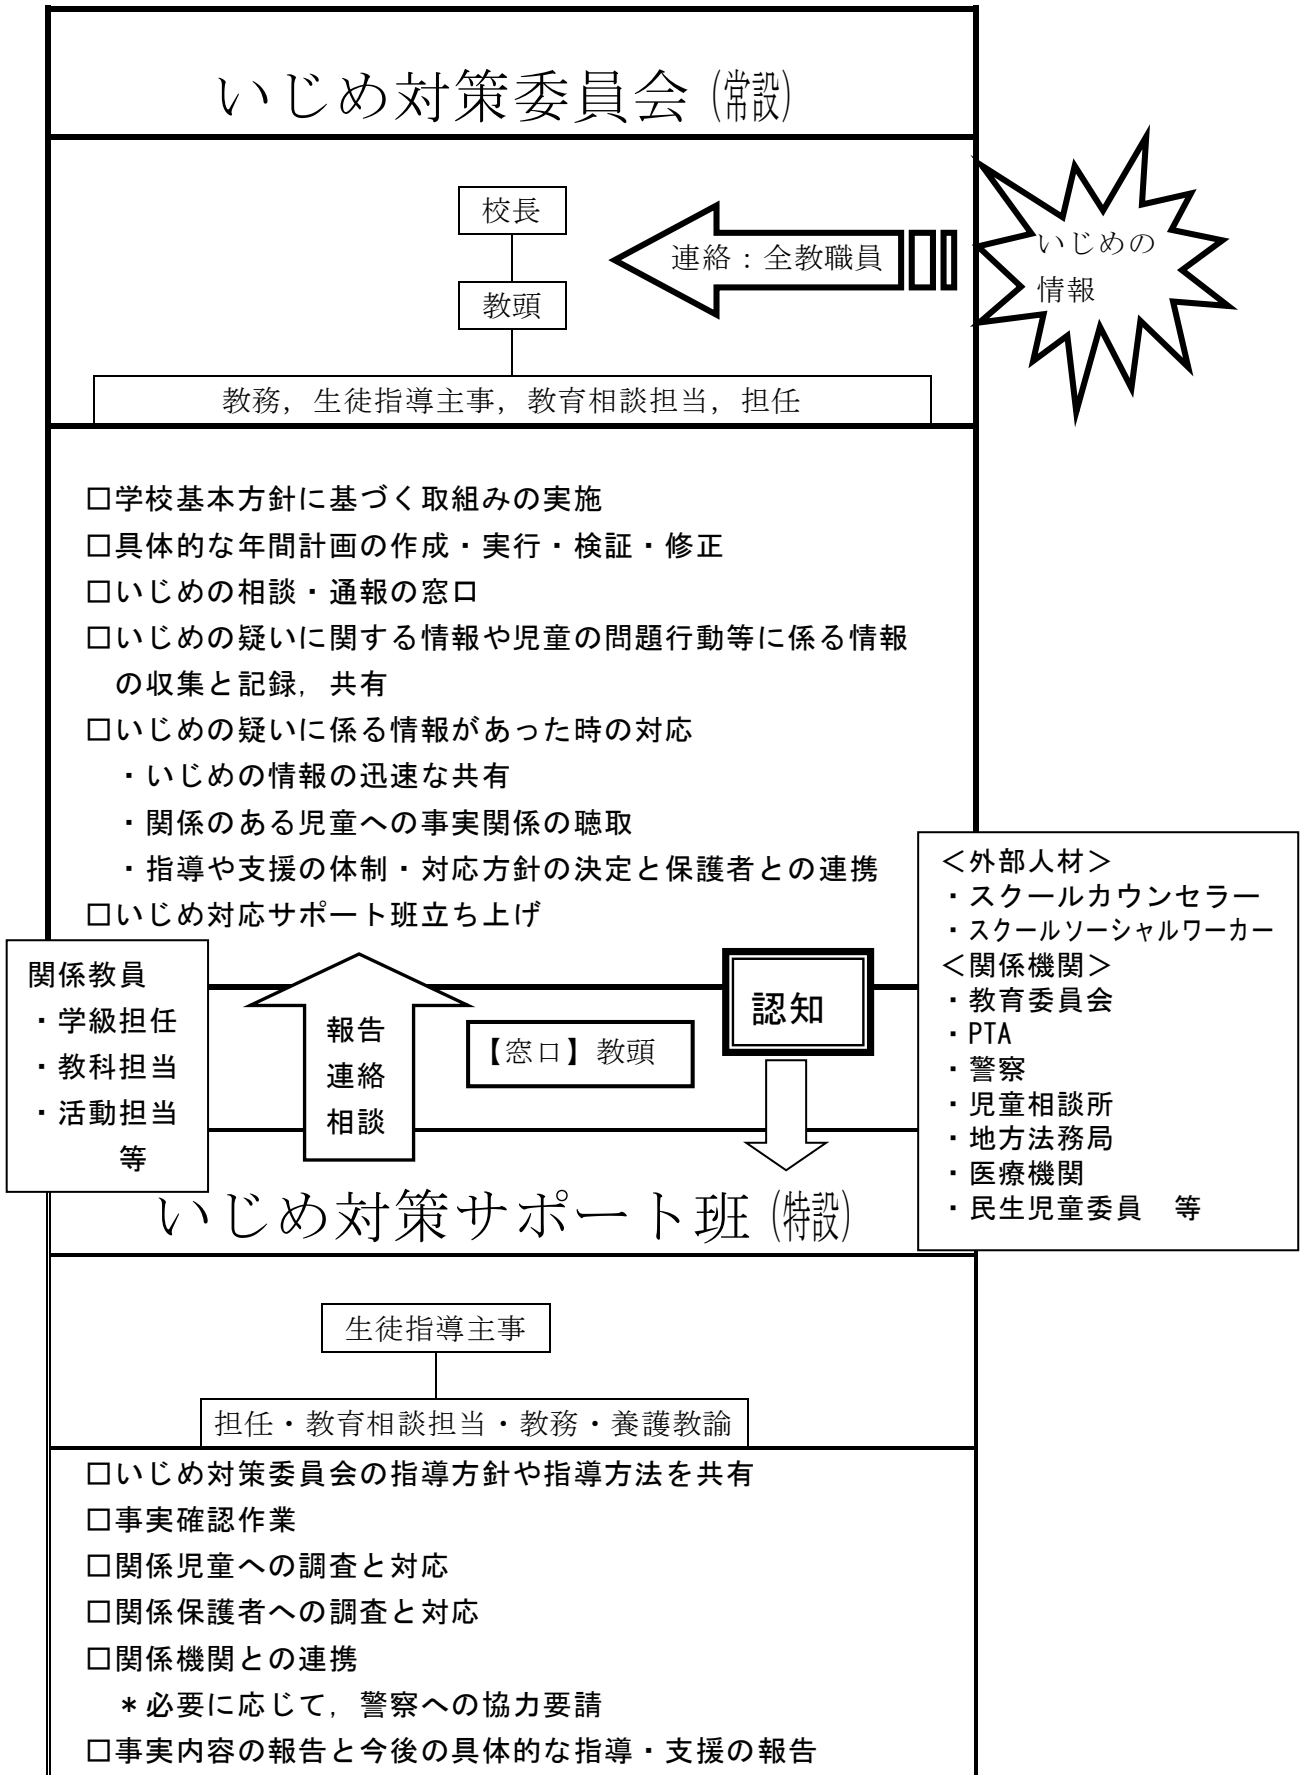 いじめ対策委員会（常設）
校長
連絡：全教職員
いじめの
情報
教頭
教務，生徒指導主事，教育相談担当，担任
□学校基本方針に基づく取組みの実施
□具体的な年間計画の作成・実行・検証・修正
□いじめの相談・通報の窓口
□いじめの疑いに関する情報や児童の問題行動等に係る情報
の収集と記録，共有
□いじめの疑いに係る情報があった時の対応
・いじめの情報の迅速な共有
・関係のある児童への事実関係の聴取
・指導や支援の体制・対応方針の決定と保護者との連携
□いじめ対応サポート班立ち上げ
＜外部人材＞
・スクールカウンセラー
・スクールソーシャルワーカー
＜関係機関＞
・教育委員会
・PTA
・警察
・児童相談所
・地方法務局
・医療機関
・民生児童委員　等
関係教員
・学級担任
・教科担当
・活動担当
等
報告
連絡
相談
【窓口】教頭
認知
いじめ対策サポート班（特設）
生徒指導主事
担任・教育相談担当・教務・養護教諭
□いじめ対策委員会の指導方針や指導方法を共有
□事実確認作業
□関係児童への調査と対応
□関係保護者への調査と対応
□関係機関との連携
＊必要に応じて，警察への協力要請
□事実内容の報告と今後の具体的な指導・支援の報告